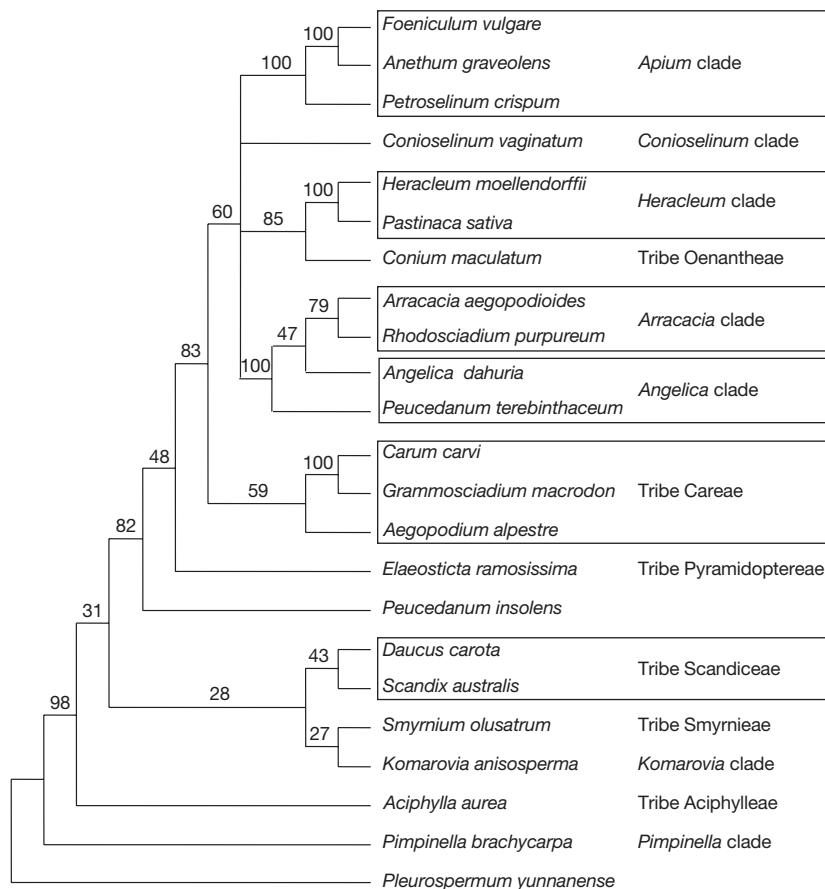 Foeniculum vulgare
100
Anethum graveolens Apium clade
100
Petroselinum crispum
Conioselinum vaginatum Conioselinum clade
Heracleum moellendorffii
100
Heracleum clade
60
85
Pastinaca sativa
Conium maculatum Tribe Oenantheae
Arracacia aegopodioides
79
Arracacia clade
Rhodosciadium purpureum
47
83
100
Angelica dahuria
Angelica clade
Peucedanum terebinthaceum
Carum carvi
48
100
59
Grammosciadium macrodon Tribe Careae
Aegopodium alpestre
82
Elaeosticta ramosissima Tribe Pyramidoptereae
Peucedanum insolens
31
Daucus carota
43
Tribe Scandiceae
28
Scandix australis
98
Smyrnium olusatrum Tribe Smyrnieae
27
Komarovia anisosperma Komarovia clade
Aciphylla aurea Tribe Aciphylleae
Pimpinella brachycarpa Pimpinella clade
Pleurospermum yunnanense